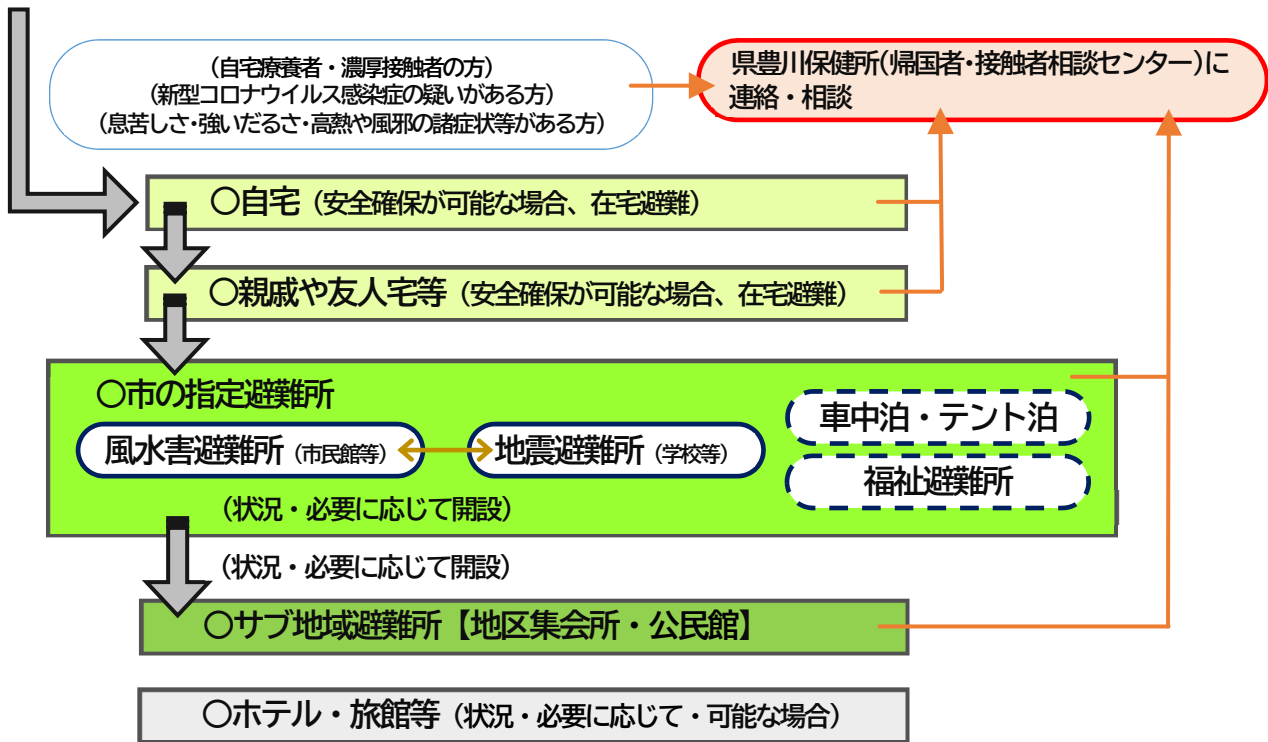 (自宅療養者・濃厚接触者の方)
(新型コロナウイルス感染症の疑いがある方)
(息苦しさ・強いだるさ・高熱や風邪の諸症状等がある方)
県豊川保健所(帰国者・接触者相談センター)に
連絡・相談
○自宅(安全確保が可能な場合、在宅避難)
○親戚や友人宅等(安全確保が可能な場合、在宅避難)
○市の指定避難所
風水害避難所(市民館等)
地震避難所(学校等)
車中泊・テント泊
福祉避難所
(状況・必要に応じて開設)
(状況・必要に応じて開設)
○サブ地域避難所【地区集会所・公民館】
○ホテル・旅館等(状況・必要に応じて・可能な場合)